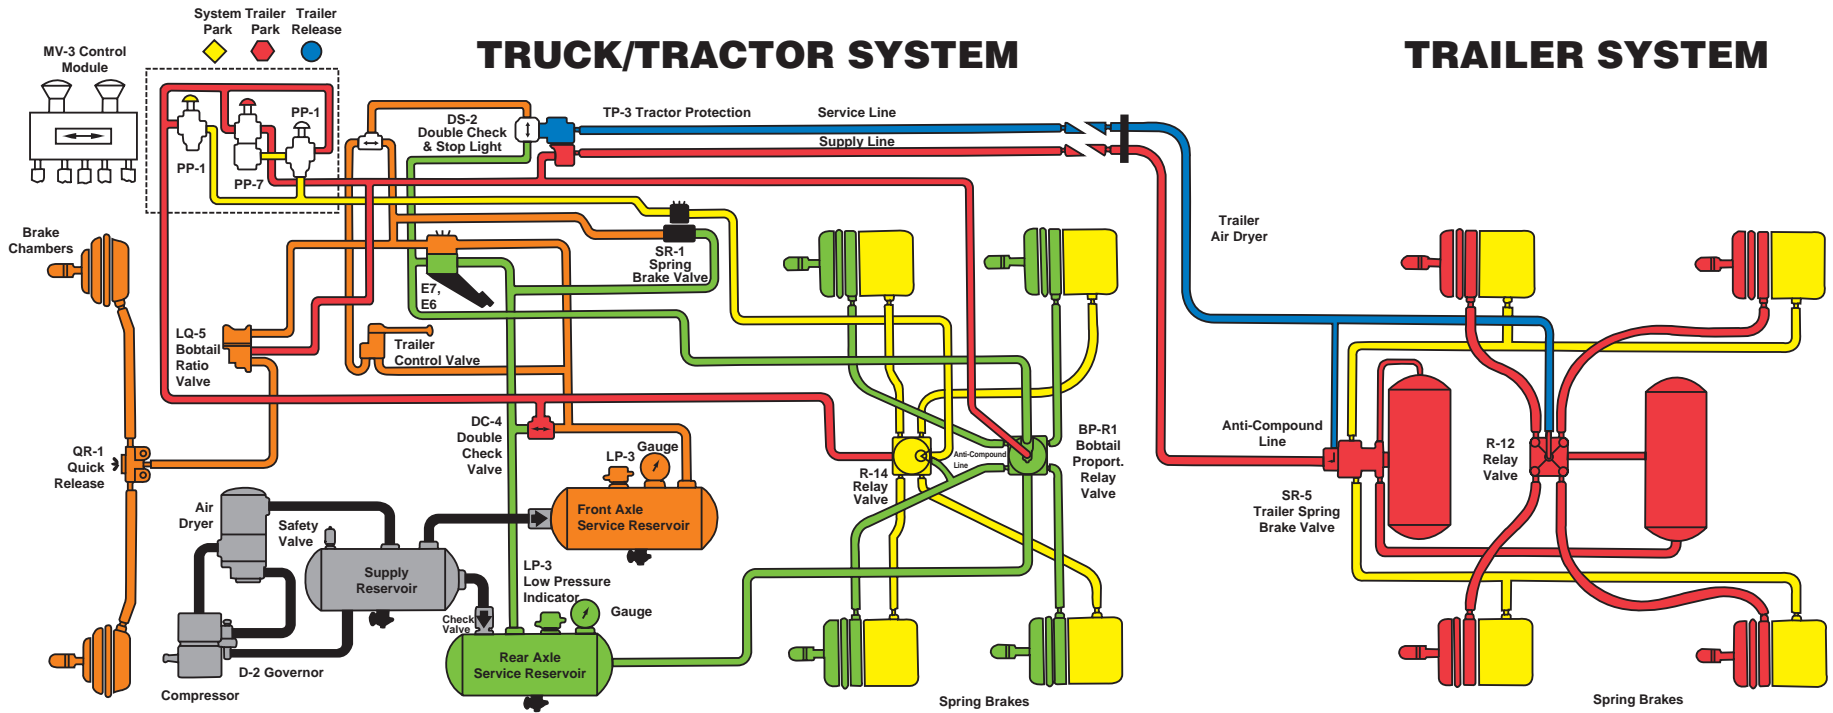 System
Park
Trailer
Park
Trailer
Release
TRUCK/TRACTOR SYSTEM
TRAILER SYSTEM
MV-3 Control
Module
PP-1
PP-1
PP-7
DS-2
Double Check
& Stop Light
TP-3 Tractor Protection
Service Line
Supply Line
Brake
Chambers
SR-1
Spring
Brake Valve
E7,
E6
Trailer
Air Dryer
LQ-5
Bobtail
Ratio
Valve
Trailer
Control Valve
DC-4
Double
Check
Valve
QR-1
Quick
Release
LP-3
Gauge
Anti-Compound
Line
R-14
Relay
Valve
BP-R1
Bobtail
Proport.
Relay
Valve
Anti-Compound
Line
R-12
Relay
Valve
SR-5
Trailer Spring
Brake Valve
Air
Dryer
Safety
Valve
Front Axle
Service Reservoir
Supply
Reservoir
LP-3
Low Pressure
Indicator
Gauge
Check
Valve
Rear Axle
Service Reservoir
D-2 Governor
Compressor
Spring Brakes
Spring Brakes